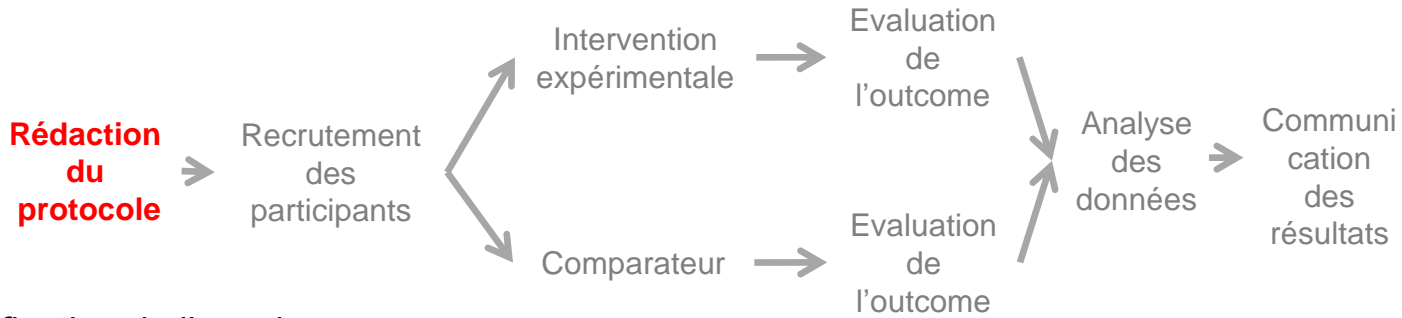 Rédaction
du
protocole
Recrutement
des
participants
Intervention
expérimentale
Evaluation
de
l'outcome
Comparateur
Evaluation
de
l'outcome
Analyse
des
données
Communi
cation
des
résultats